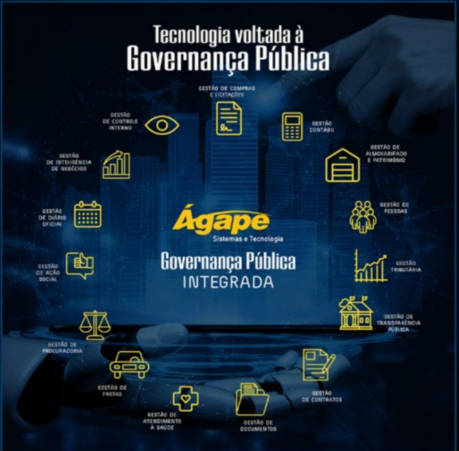 Tecnologia voltada à
Governança Pública
GESTÃO DE COMPRAS
E LICITAÇÕES
GESTÃO
CONTÁBIL
GESTÃO DE
ALMOXARIFADO
E PATRIMÔNIO
GESTÃO DE
PESSOAS
GESTÃO
TRIBUTÁRIA
GESTÃO DE
TRANSPARÊNCIA
PÚBLICA
GESTÃO
DE CONTRATOS
GESTÃO DE
DOCUMENTOS
GESTÃO DE
ATENDIMENTO
À SAÚDE
GESTÃO DE
FROTAS
GESTÃO DE
PROCURADORIA
GESTÃO
DE AÇÃO
SOCIAL
GESTÃO
DE DIÁRIO
OFICIAL
GESTÃO
DE INTELIGÊNCIA
DE NEGÓCIOS
GESTÃO
DE CONTROLE
INTERNO
Ágape
Sistemas e Tecnologia
Governança Pública
INTEGRADA